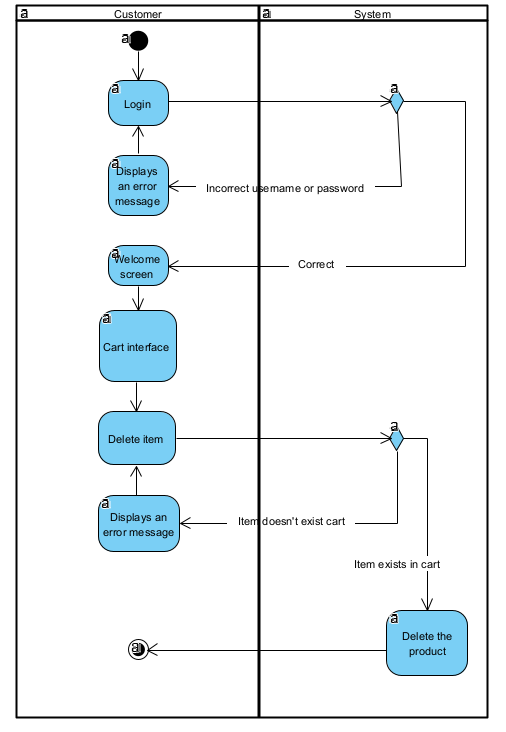 a Customer
a System
a
a
a
Login
a
Displays
an error
message
Incorrect username or password
a
Welcome
screen
Correct
a
Cart interface
Delete item
a
a
Displays an
error message
Item doesn't exist cart
Item exists in cart
a
Delete the
product
a